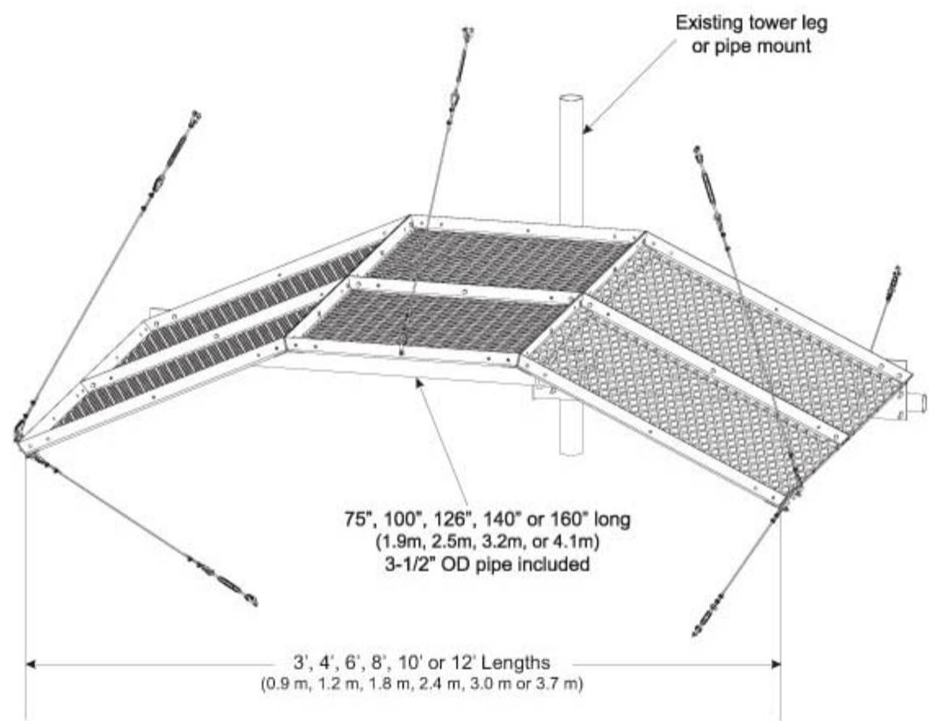 Existing tower leg
or pipe mount
75", 100", 126", 140" or 160" long
(1.9m, 2.5m, 3.2m, or 4.1m)
3-1/2" OD pipe included
3', 4', 6', 8', 10' or 12' Lengths
(0.9 m, 1.2 m, 1.8 m, 2.4 m, 3.0 m or 3.7 m)